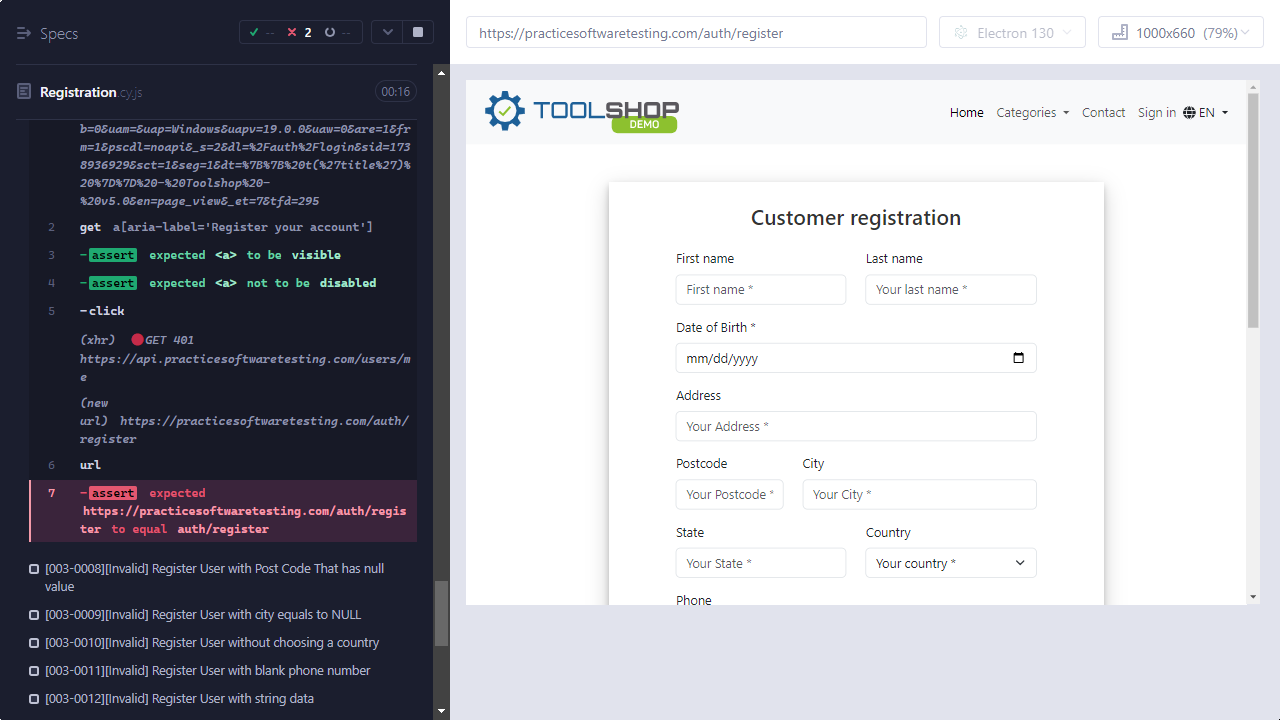 Specs
-- 2 --
Registration.cy.js
00:16
b=0&uam=&uap=Windows&uapv=19.0.0&uaw=0&are=1&fr
m=1&pscdl=noapi&_s=2&dl=%2Fauth%2Flogin&sid=173
8936929&sct=1&seg=1&dt=%7B%7B%20t(%27title%27)%
20%7D%7D%20-%20Toolshop%20-
%20v5.0&en=page_view&_et=7&tfd=295
2 get a[aria-label='Register your account']
3 -assert expected <a> to be visible
4 -assert expected <a> not to be disabled
5 -click
(xhr) GET 401
https://api.practicesoftwaretesting.com/users/m
e
(new
url) https://practicesoftwaretesting.com/auth/
register
6 url
7 -assert expected
https://practicesoftwaretesting.com/auth/regis
ter to equal auth/register
[003-0008][Invalid] Register User with Post Code That has null
value
[003-0009][Invalid] Register User with city equals to NULL
[003-0010][Invalid] Register User without choosing a country
[003-0011][Invalid] Register User with blank phone number
[003-0012][Invalid] Register User with string data
https://practicesoftwaretesting.com/auth/register
Electron 130
1000x660 (79%)
TOOLSHOP
DEMO
Home Categories Contact Sign in EN
Customer registration
First name Last name
First name * Your last name *
Date of Birth *
mm/dd/yyyy
Address
Your Address *
Postcode City
Your Postcode * Your City *
State Country
Your State * Your country *
Phone